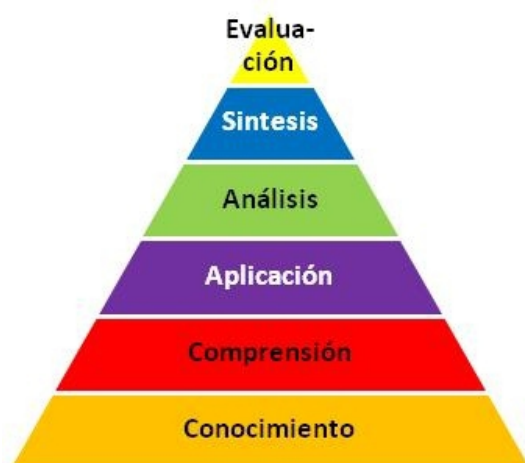 Evalua-
ción
Sintesis
Análisis
Aplicación
Comprensión
Conocimiento